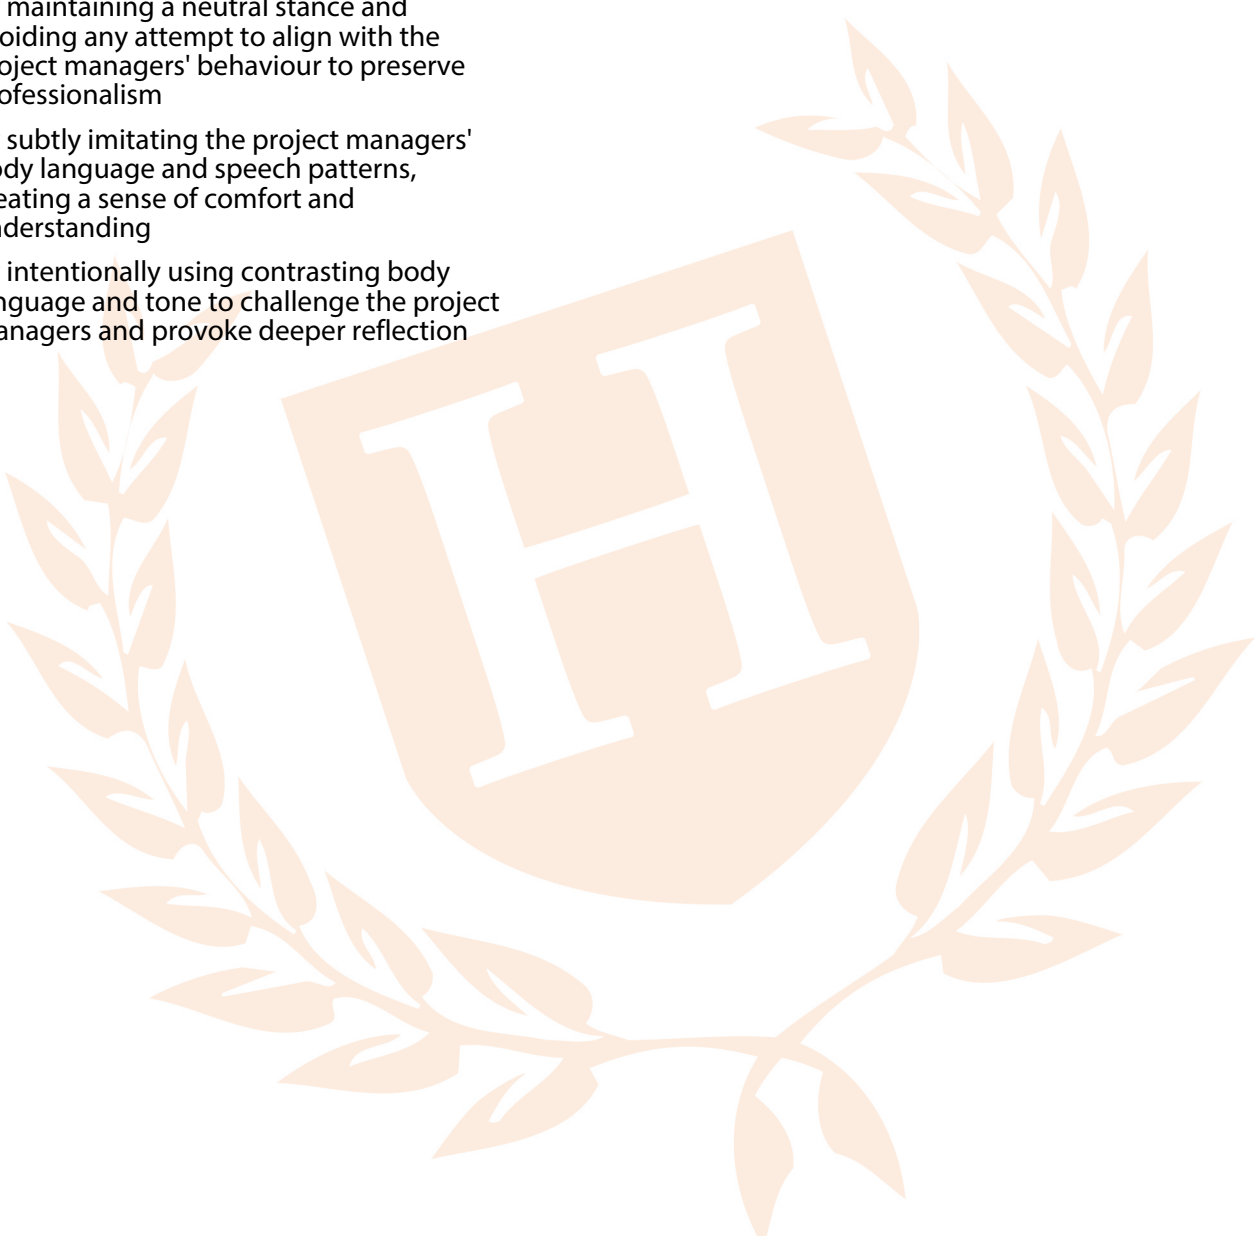 maintaining a neutral stance and
oiding any attempt to align with the
oject managers' behaviour to preserve
ofessionalism
subtly imitating the project managers'
ody language and speech patterns,
eating a sense of comfort and
nderstanding
intentionally using contrasting body
nguage and tone to challenge the project
anagers and provoke deeper reflection
H